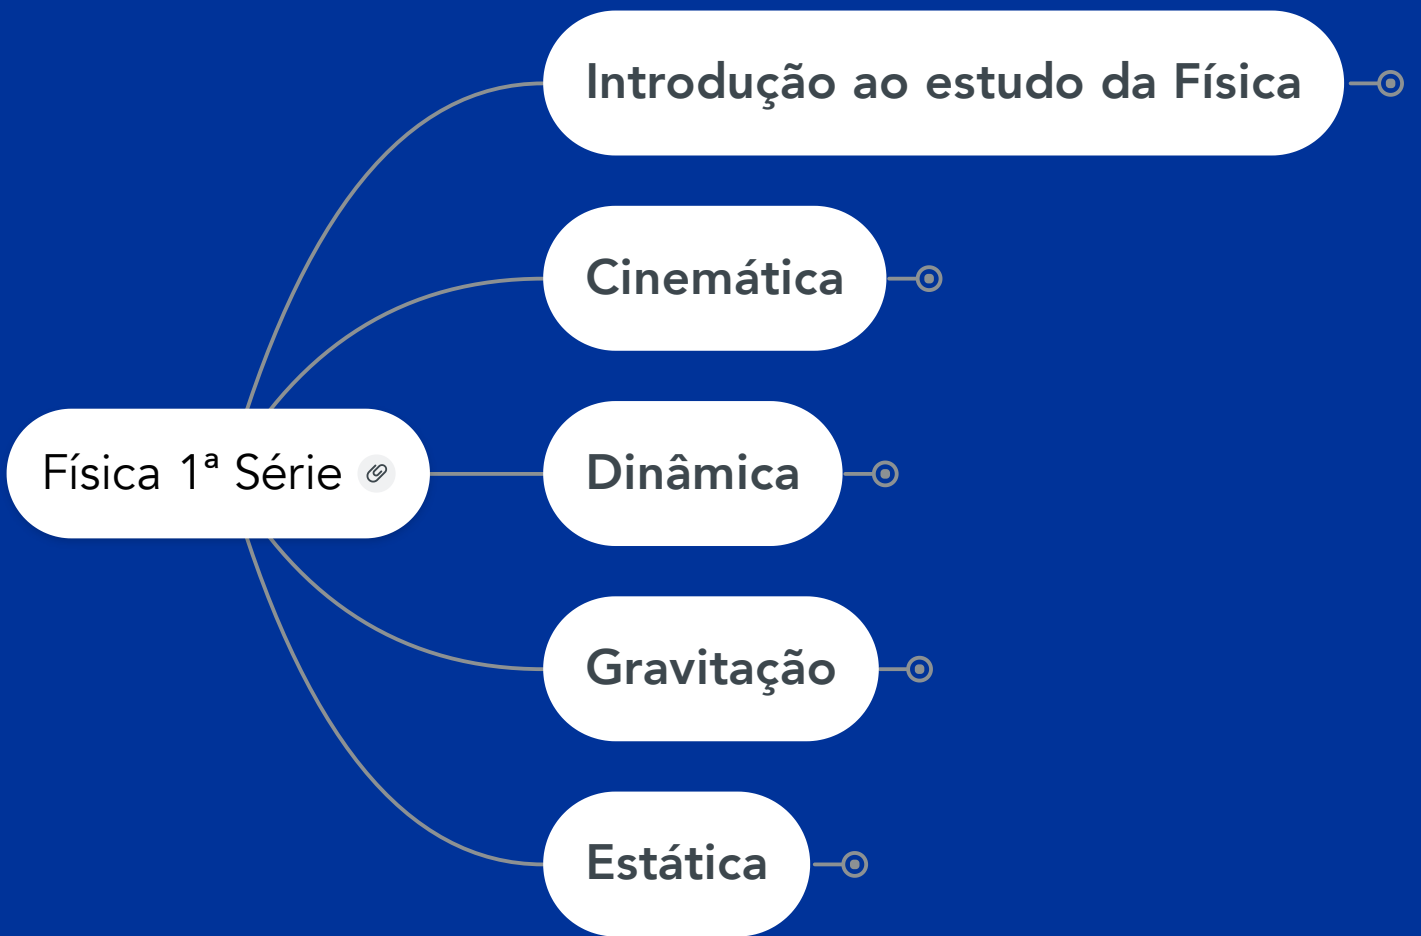 Introdução ao estudo da Física
Cinemática
Física 1ª Série
Dinâmica
Gravitação
Estática